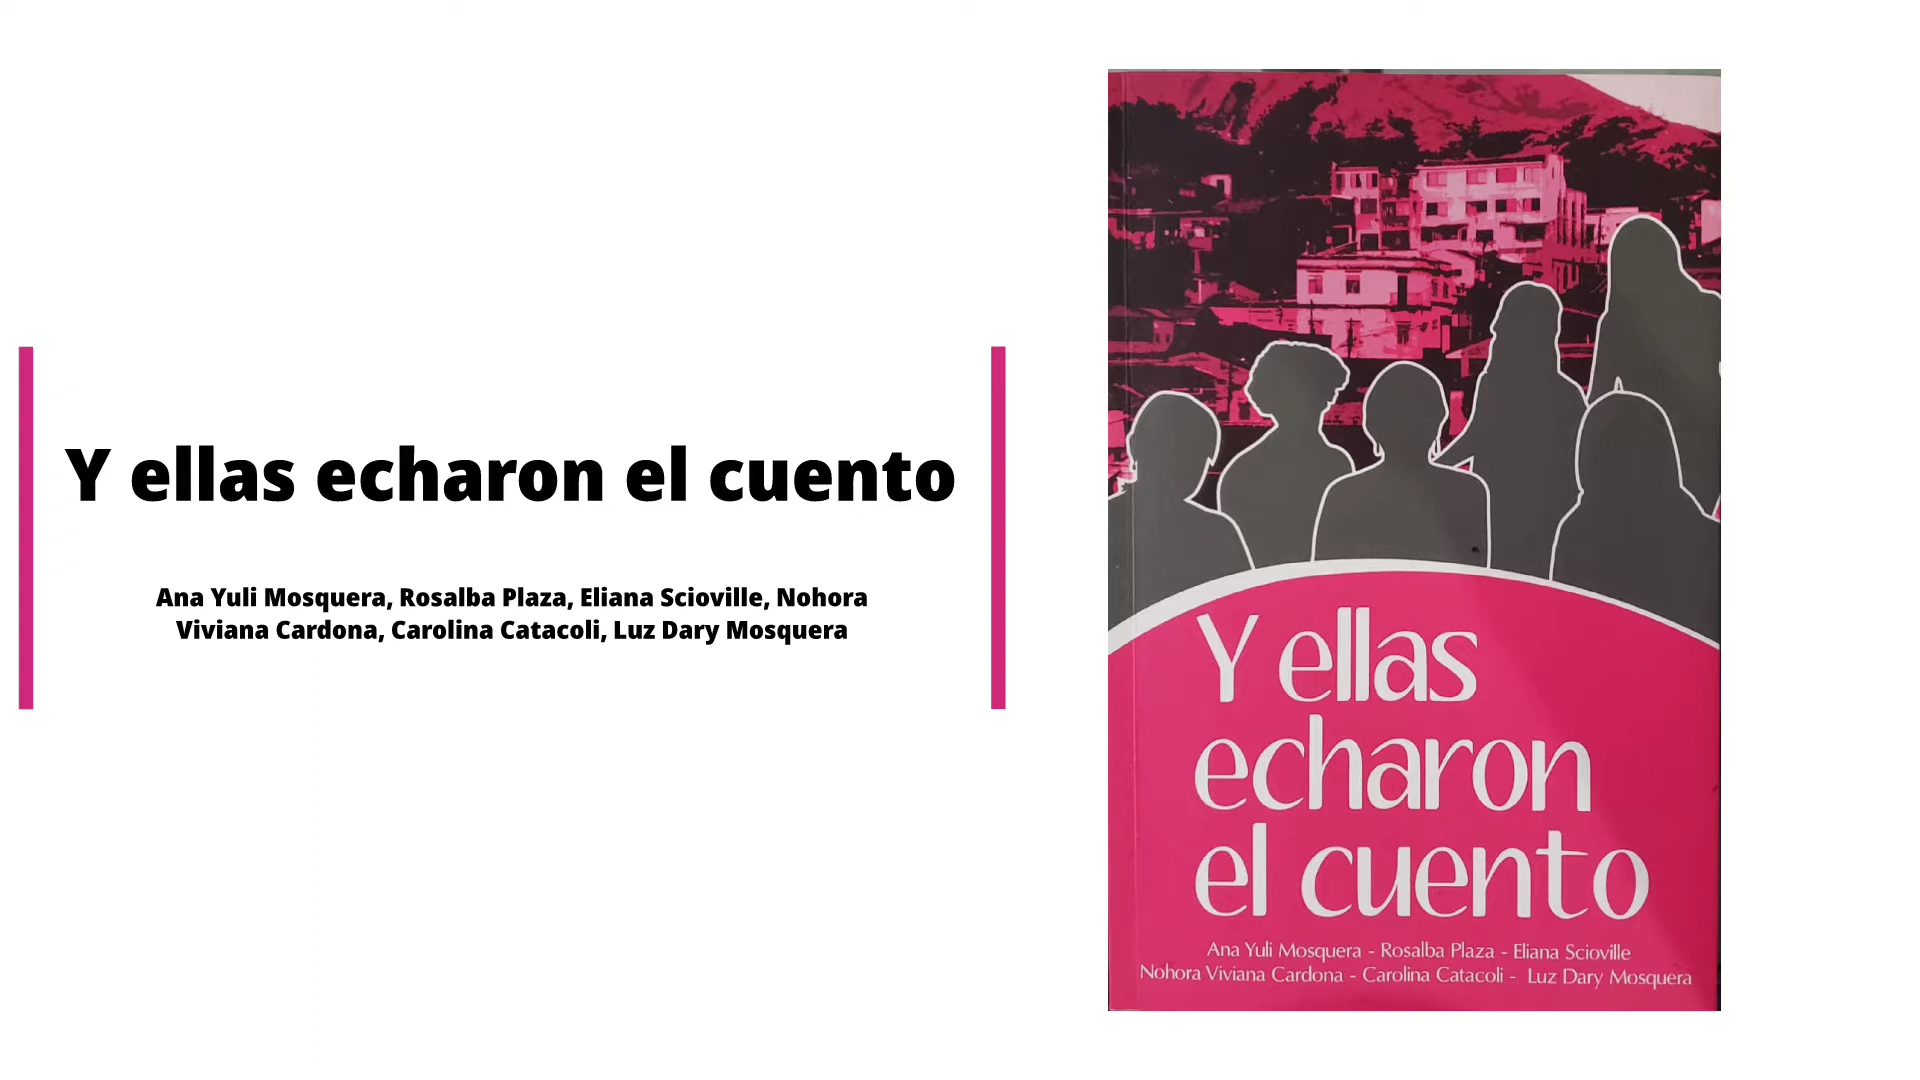 Y ellas echaron el cuento
Ana Yuli Mosquera, Rosalba Plaza, Eliana Scioville, Nohora
Viviana Cardona, Carolina Catacoli, Luz Dary Mosquera
Y ellas
echaron
el cuento
Ana Yuli Mosquera - Rosalba Plaza - Eliana Scioville
Nohora Viviana Cardona - Carolina Catacoli - Luz Dary Mosquera